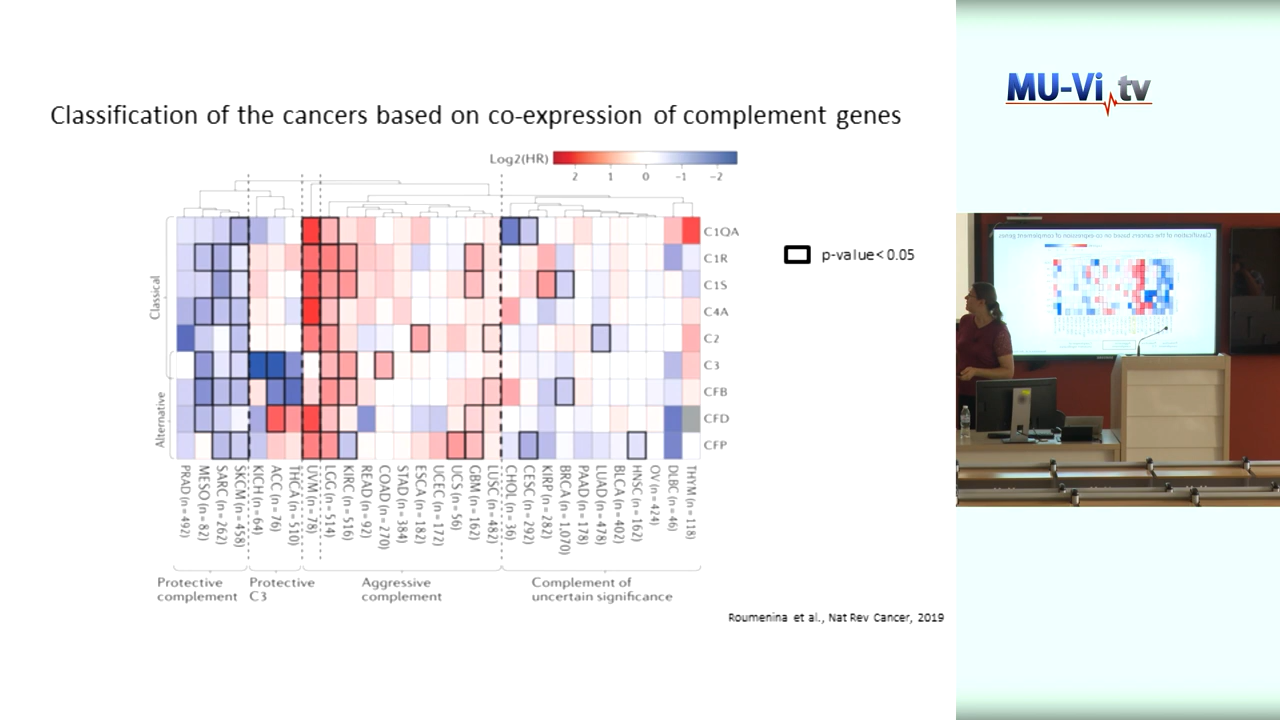 MU-Vi.tv
Classification of the cancers based on co-expression of complement genes
Log2(HR)
2 1 0 −1 −2
C1QA
C1R
C1S
C4A
C2
C3
CFB
CFD
CFP
Classical
Alternative
p-value< 0.05
PRAD (n=492)
MESO (n=82)
SARC (n=262)
SKCM (n=458)
KICH (n=64)
ACC (n=76)
THCA (n=510)
UVM (n=78)
LGG (n=514)
KIRC (n=516)
READ (n=92)
COAD (n=270)
STAD (n=384)
ESCA (n=182)
UCEC (n=172)
UCS (n=56)
GBM (n=162)
LUSC (n=482)
CHOL (n=36)
CESC (n=292)
KIRP (n=282)
BRCA (n=1,070)
PAAD (n=178)
LUAD (n=478)
BLCA (n=402)
HNSC (n=162)
OV (n=424)
DLBC (n=46)
THYM (n=118)
Protective complement
Protective C3
Aggressive complement
Complement of uncertain significance
Roumenina et al., Nat Rev Cancer, 2019